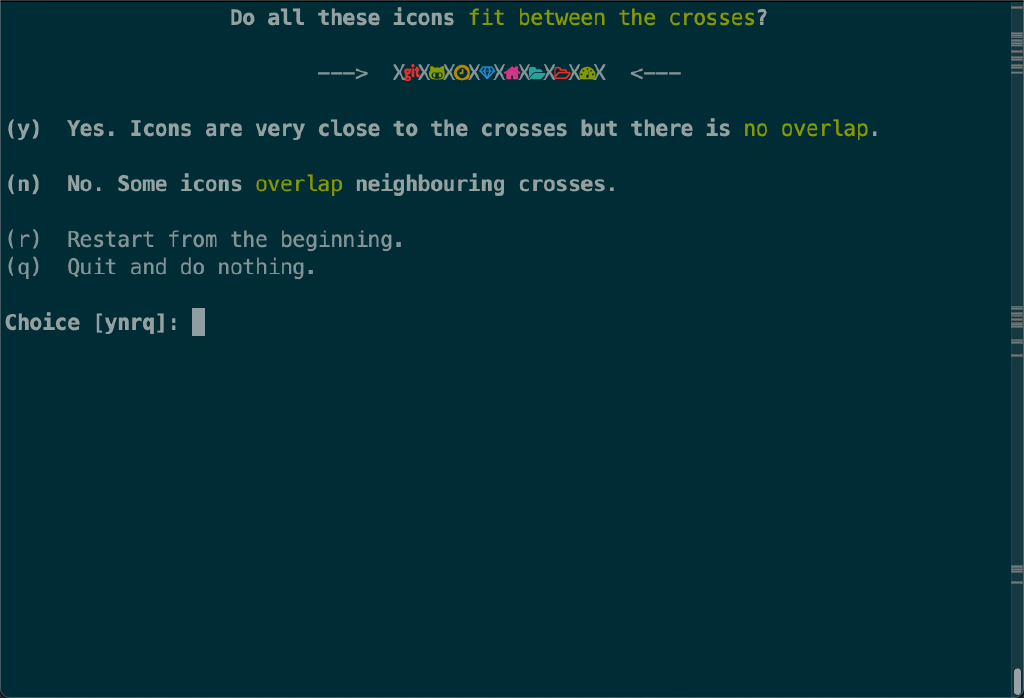 Do all these icons fit between the crosses?
---> XgitXXXXXXXX <---
(y) Yes. Icons are very close to the crosses but there is no overlap.
(n) No. Some icons overlap neighbouring crosses.
(r) Restart from the beginning.
(q) Quit and do nothing.
Choice [ynrq]: